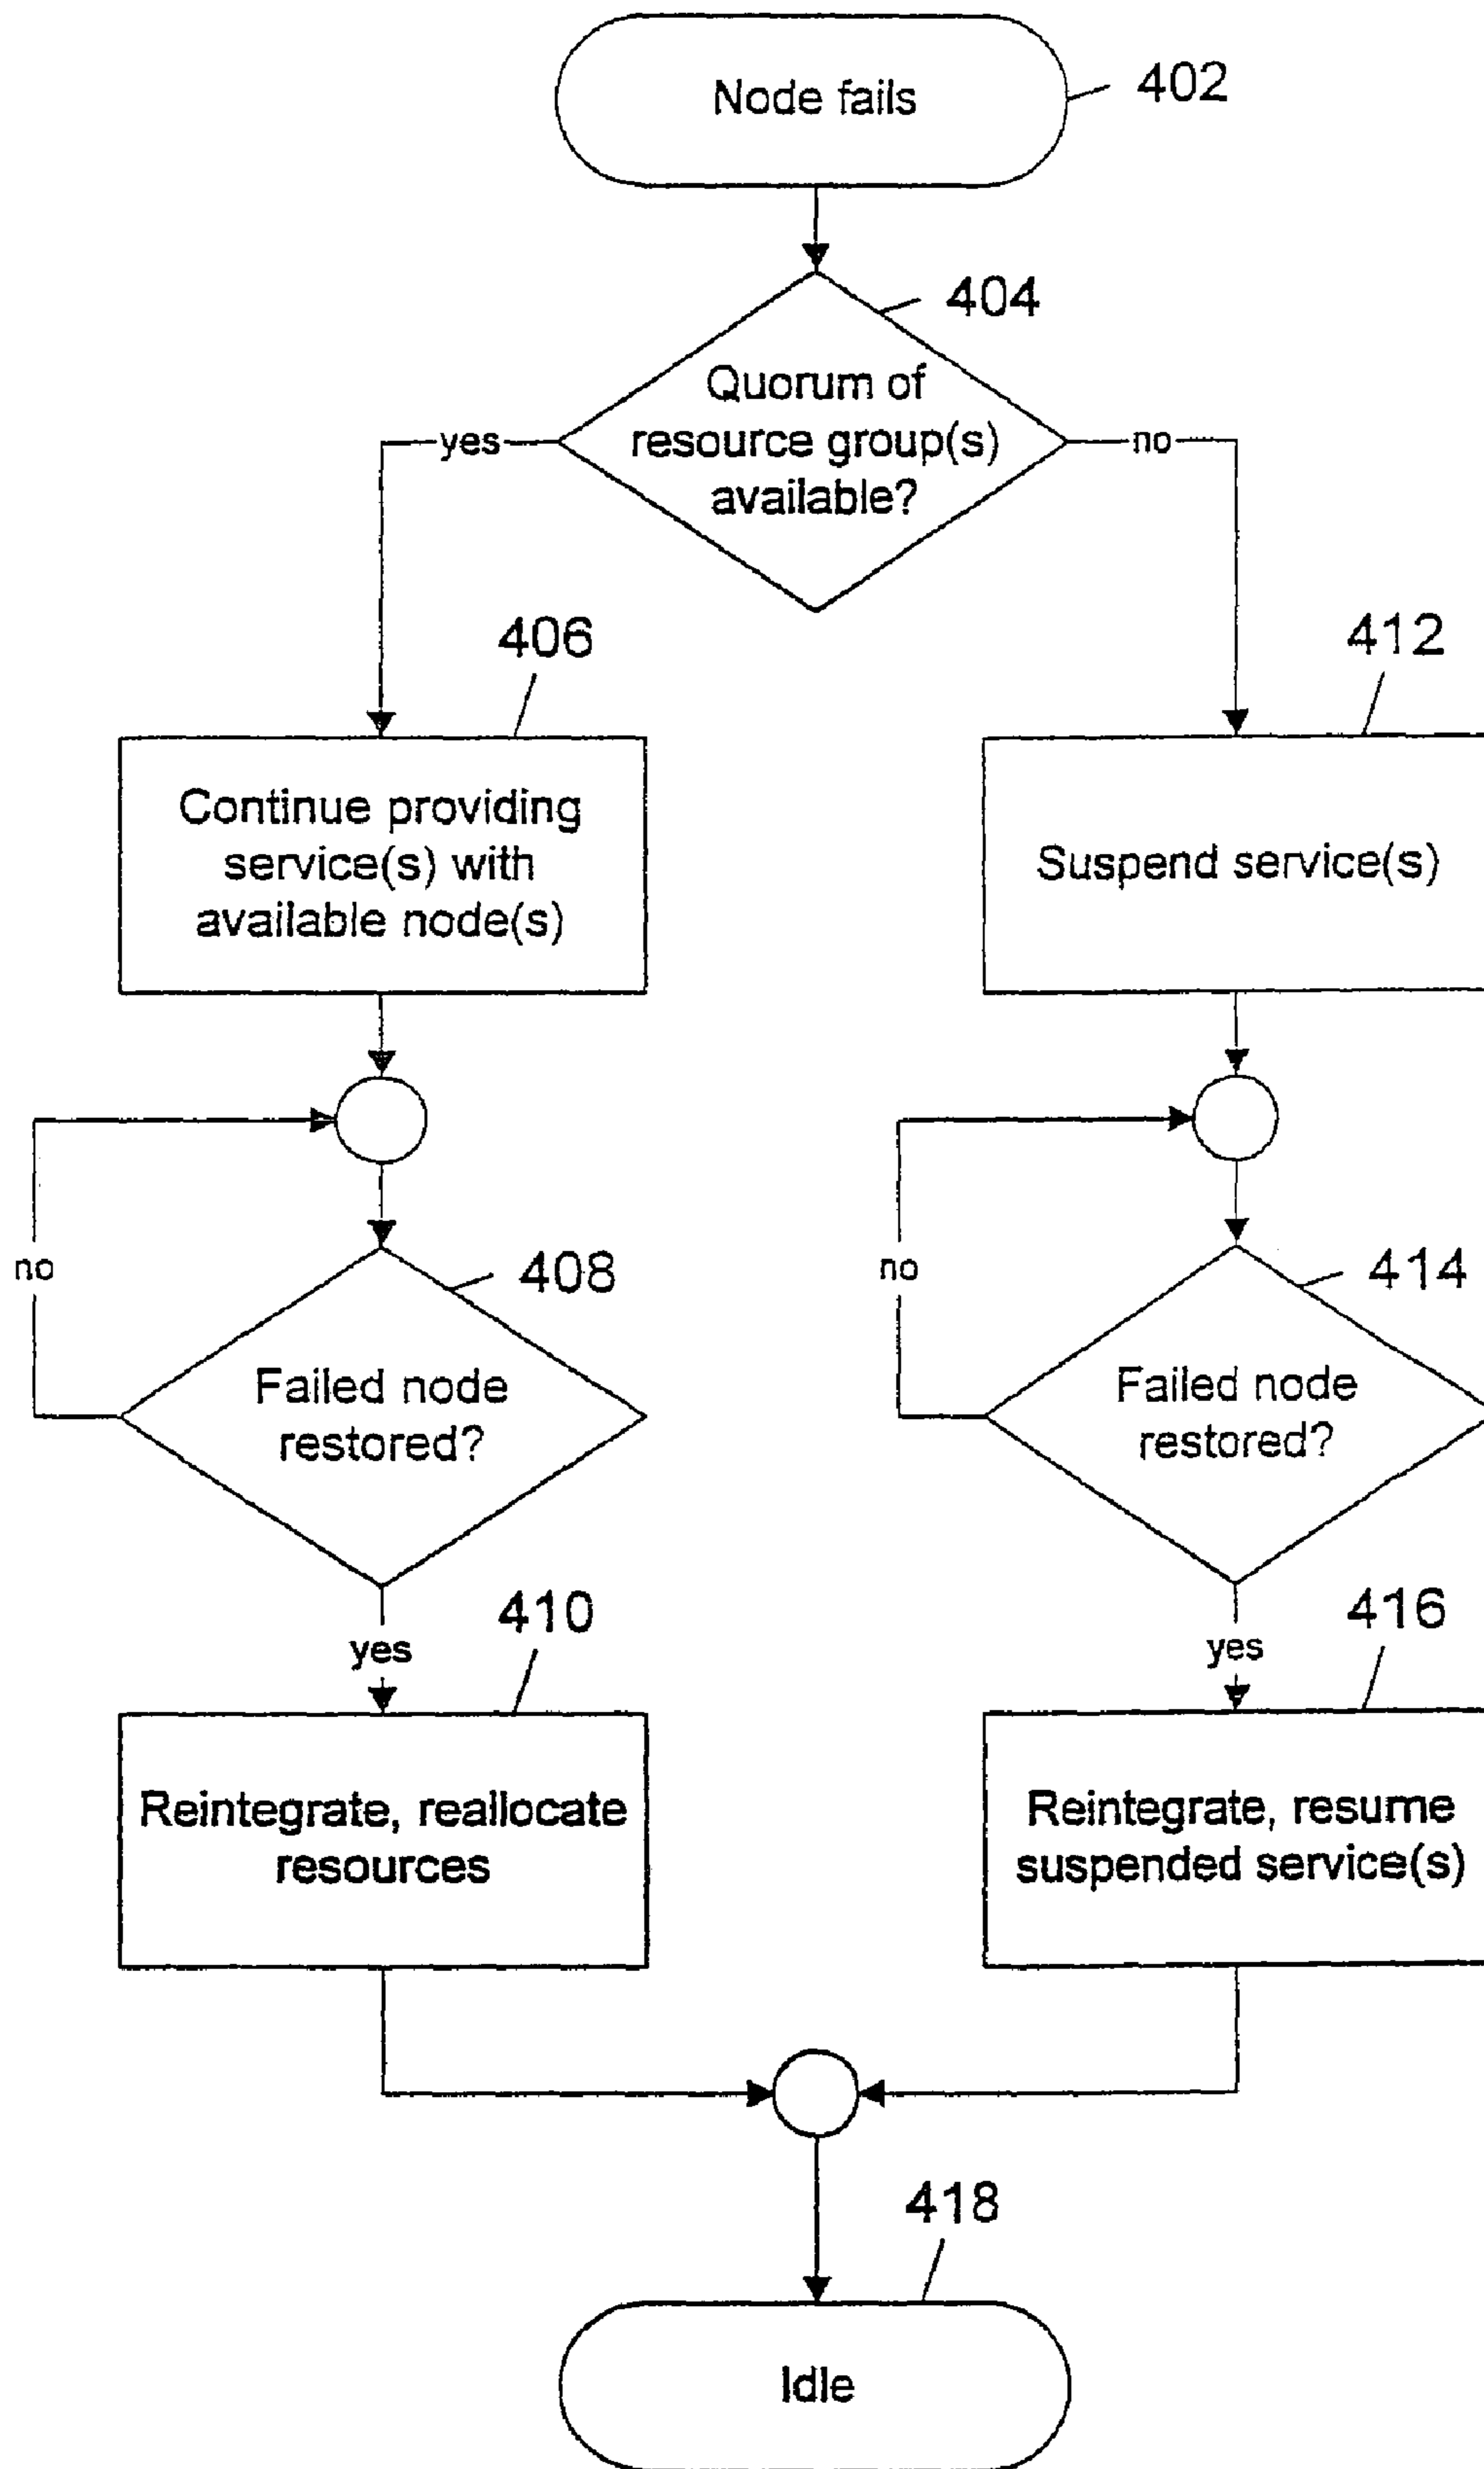 Node fails
402
404
Quorum of
resource group(s)
available?
yes
no
406
412
Continue providing
service(s) with
available node(s)
Suspend service(s)
no
408
no
414
Failed node
restored?
Failed node
restored?
yes
410
yes
416
Reintegrate, reallocate
resources
Reintegrate, resume
suspended service(s)
418
Idle